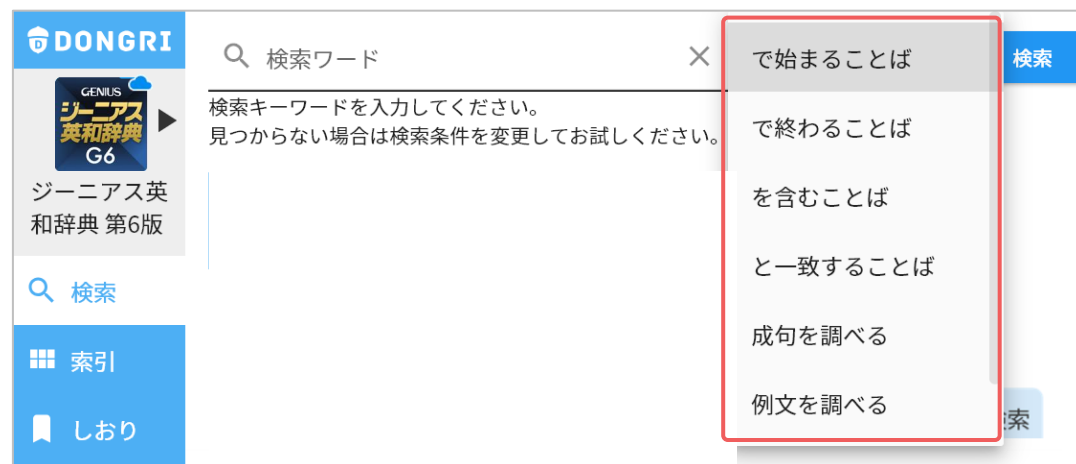 DONGRI
GENIUS
ジーニアス
英和辞典
G6
ジーニアス英
和辞典 第6版
検索
索引
しおり
検索ワード
検索キーワードを入力してください。
見つからない場合は検索条件を変更してお試しください。
で始まることば
で終わることば
を含むことば
と一致することば
成句を調べる
例文を調べる
検索
索